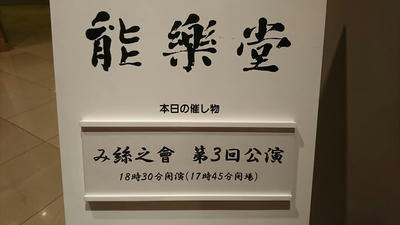 能樂堂
本日の催し物
み絲之會 第3回公演
18時30分開演(17時45分開場)